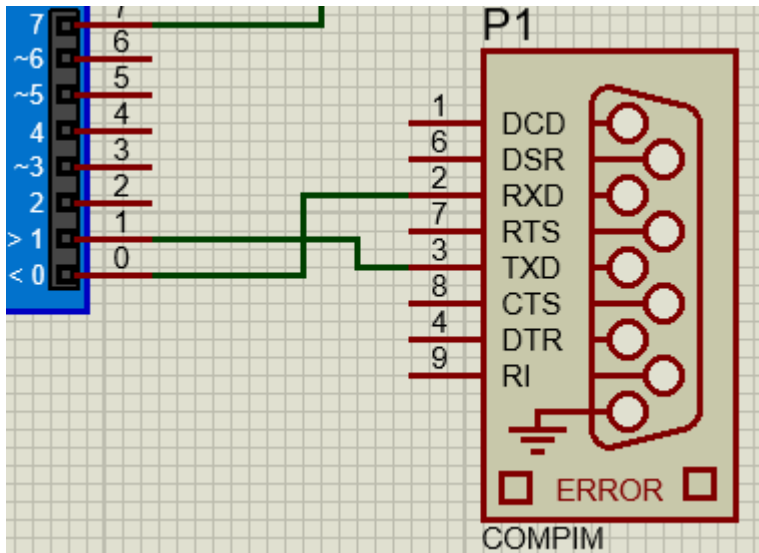 7 7
~6 6
~5 5
4 4
~3 3
2 2
> 1 1
< 0 0
P1
1 DCD
6 DSR
2 RXD
7 RTS
3 TXD
8 CTS
4 DTR
9 RI
ERROR
COMPIM